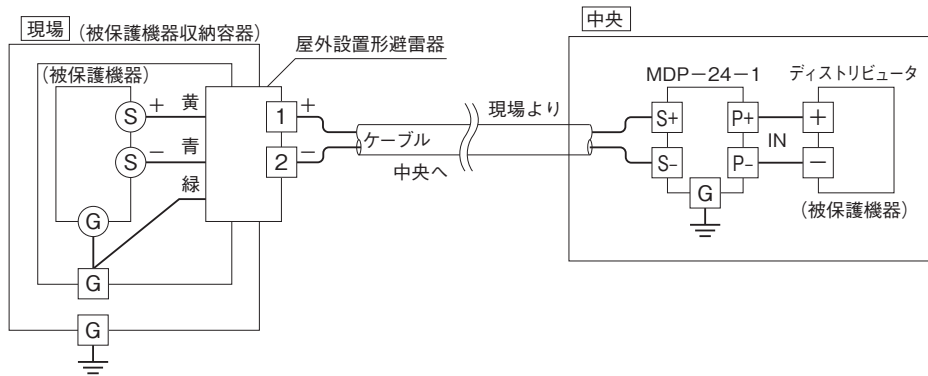 現場 (被保護機器収納容器)
屋外設置形避雷器
(被保護機器)
S + 黄
S − 青
緑
G
G
G
1 +
2 −
ケーブル
現場より
中央へ
中央
MDP−24−1
ディストリビュータ
S+ P+ +
IN
S- P- −
G
(被保護機器)